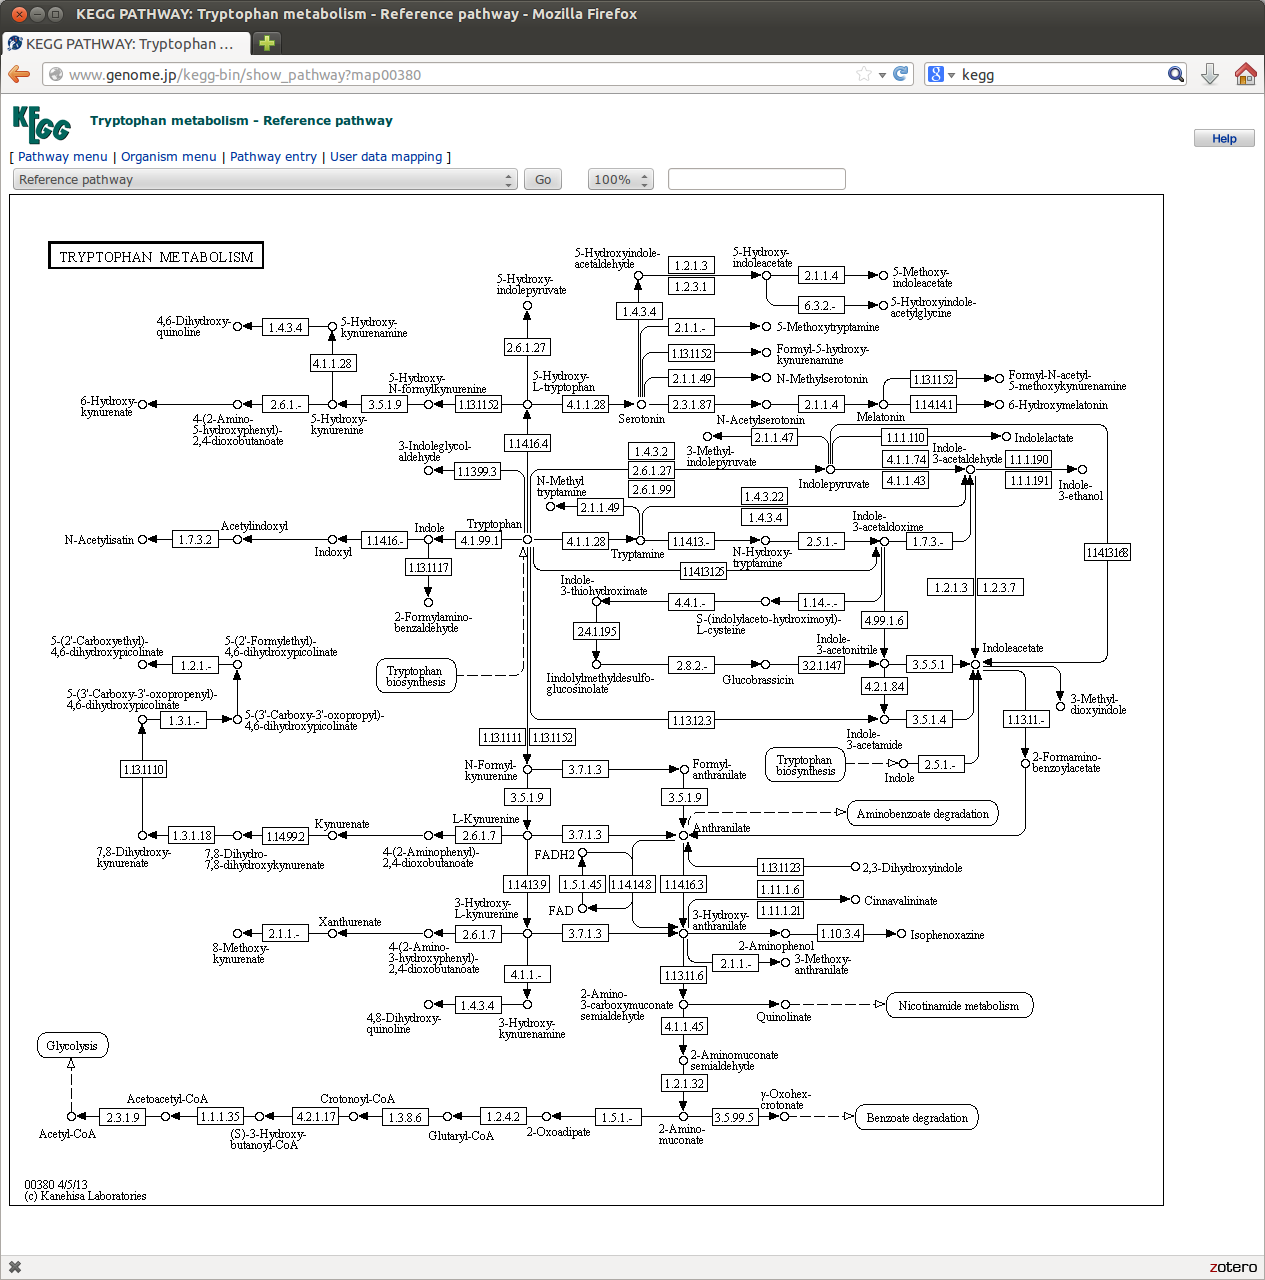 KEGG PATHWAY: Tryptophan metabolism - Reference pathway - Mozilla Firefox
KEGG PATHWAY: Tryptophan ...
www.genome.jp/kegg-bin/show_pathway?map00380
kegg
KEGG
Tryptophan metabolism - Reference pathway
Help
[ Pathway menu | Organism menu | Pathway entry | User data mapping ]
Reference pathway
Go
100%
TRYPTOPHAN METABOLISM
5-Hydroxyindole-
acetaldehyde
1.2.1.3
1.2.3.1
5-Hydroxy-
indoleacetate
2.1.1.4
5-Methoxy-
indoleacetate
6.3.2.-
5-Hydroxyindole-
acetylglycine
5-Hydroxy-
indolepyruvate
1.4.3.4
4,6-Dihydroxy-
quinoline
1.4.3.4
5-Hydroxy-
kynurenamine
2.1.1.-
5-Methoxytryptamine
2.6.1.27
1.13.11.52
Formyl-5-hydroxy-
kynurenamine
4.1.1.28
5-Hydroxy-
N-formylkynurenine
5-Hydroxy-
L-tryptophan
2.1.1.49
N-Methylserotonin
1.13.11.52
Formyl-N-acetyl-
5-methoxykynurenamine
6-Hydroxy-
kynurenate
2.6.1.-
3.5.1.9
1.13.11.52
4.1.1.28
2.3.1.87
2.1.1.4
1.14.14.1
6-Hydroxymelatonin
4-(2-Amino-
5-hydroxyphenyl)-
2,4-dioxobutanoate
5-Hydroxy-
kynurenine
Serotonin
N-Acetylserotonin
Melatonin
3-Indoleglycol-
aldehyde
1.14.16.4
1.4.3.2
3-Methyl-
indolepyruvate
2.1.1.47
1.1.1.110
Indolelactate
1.13.99.3
2.6.1.27
2.6.1.99
4.1.1.74
4.1.1.43
Indole-
3-acetaldehyde
1.1.1.190
1.1.1.191
Indole-
3-ethanol
Indolepyruvate
N-Methyl
tryptamine
2.1.1.49
1.4.3.22
1.4.3.4
Indole-
3-acetaldoxime
N-Acetylisatin
1.7.3.2
Acetylindoxyl
Indoxyl
1.14.16.-
Indole
4.1.99.1
Tryptophan
4.1.1.28
Tryptamine
1.14.13.-
N-Hydroxy-
tryptamine
2.5.1.-
1.7.3.-
1.14.13.168
1.13.11.17
2-Formylamino-
benzaldehyde
1.14.13.125
Indole-
3-thiohydroximate
4.4.1.-
1.14.-.-
S-(indolylaceto-hydroximoyl)-
L-cysteine
1.2.1.3
1.2.3.7
2.4.1.195
4.99.1.6
Indole-
3-acetonitrile
Indoleacetate
5-(2'-Carboxyethyl)-
4,6-dihydroxypicolinate
1.2.1.-
5-(2'-Formylethyl)-
4,6-dihydroxypicolinate
Tryptophan
biosynthesis
Iindolylmethyldesulfo-
glucosinolate
2.8.2.-
Glucobrassicin
3.2.1.147
3.5.5.1
4.2.1.84
3-Methyl-
dioxyindole
5-(3'-Carboxy-3'-oxopropenyl)-
4,6-dihydroxypicolinate
1.3.1.-
5-(3'-Carboxy-3'-oxopropyl)-
4,6-dihydroxypicolinate
1.13.12.3
3.5.1.4
Indole-
3-acetamide
1.13.11.-
1.13.11.11
1.13.11.52
1.13.11.10
N-Formyl-
kynurenine
3.7.1.3
Formyl-
anthranilate
Tryptophan
biosynthesis
Indole
2.5.1.-
2-Formamino-
benzoylacetate
3.5.1.9
3.5.1.9
Aminobenzoate degradation
7,8-Dihydroxy-
kynurenate
1.3.1.18
7,8-Dihydro-
7,8-dihydroxykynurenate
1.14.99.2
Kynurenate
4-(2-Aminophenyl)-
2,4-dioxobutanoate
2.6.1.7
L-Kynurenine
3.7.1.3
Anthranilate
FADH2
FAD
1.14.13.9
1.5.1.45
1.14.14.8
1.14.16.3
1.13.11.23
2,3-Dihydroxyindole
1.11.1.6
1.11.1.21
Cinnavalininate
3-Hydroxy-
L-kynurenine
3-Hydroxy-
anthranilate
8-Methoxy-
kynurenate
2.1.1.-
Xanthurenate
4-(2-Amino-
3-hydroxyphenyl)-
2,4-dioxobutanoate
2.6.1.7
3.7.1.3
2-Aminophenol
1.10.3.4
Isophenoxazine
2.1.1.-
3-Methoxy-
anthranilate
4.1.1.-
1.13.11.6
4,8-Dihydroxy-
quinoline
1.4.3.4
3-Hydroxy-
kynurenamine
2-Amino-
3-carboxymuconate
semialdehyde
Quinolinate
Nicotinamide metabolism
4.1.1.45
2-Aminomuconate
semialdehyde
1.2.1.32
Glycolysis
Acetyl-CoA
2.3.1.9
Acetoacetyl-CoA
1.1.1.35
(S)-3-Hydroxy-
butanoyl-CoA
4.2.1.17
Crotonoyl-CoA
1.3.8.6
Glutaryl-CoA
1.2.4.2
2-Oxoadipate
1.5.1.-
2-Amino-
muconate
3.5.99.5
γ-Oxohex-
crotonate
Benzoate degradation
00380 4/5/13
(c) Kanehisa Laboratories
zotero